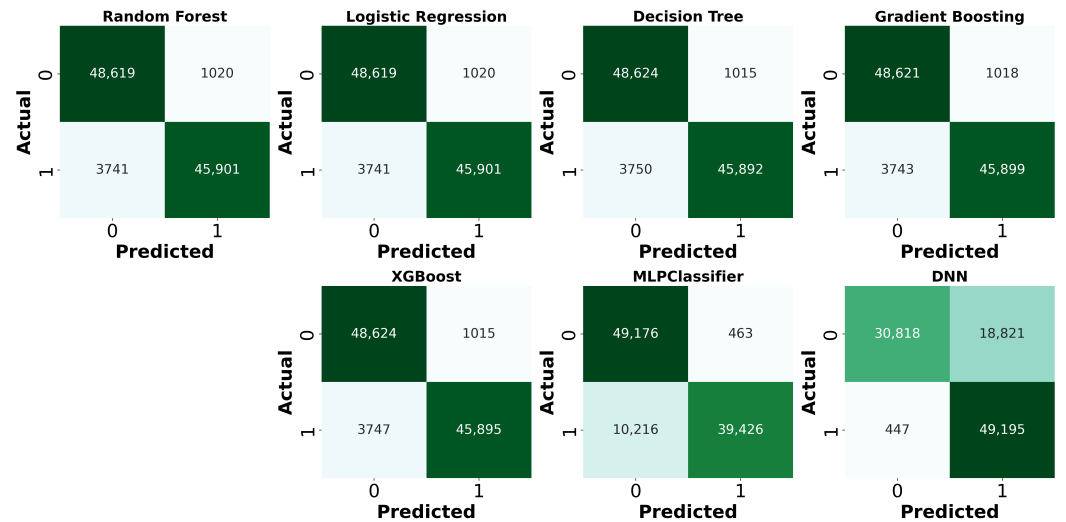 Random Forest
Logistic Regression
Decision Tree
Gradient Boosting
Actual
0
1
48,619
1020
3741
45,901
0
1
Predicted
Actual
0
1
48,619
1020
3741
45,901
0
1
Predicted
Actual
0
1
48,624
1015
3750
45,892
0
1
Predicted
Actual
0
1
48,621
1018
3743
45,899
0
1
Predicted
XGBoost
MLPClassifier
DNN
Actual
0
1
48,624
1015
3747
45,895
0
1
Predicted
Actual
0
1
49,176
463
10,216
39,426
0
1
Predicted
Actual
0
1
30,818
18,821
447
49,195
0
1
Predicted